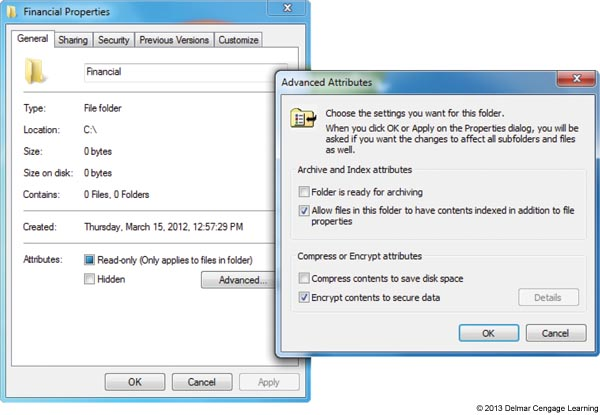 Financial Properties
General Sharing Security Previous Versions Customize
Financial
Type: File folder
Location: C:\
Size: 0 bytes
Size on disk: 0 bytes
Contains: 0 Files, 0 Folders
Created: Thursday, March 15, 2012, 12:57:29 PM
Attributes: Read-only (Only applies to files in folder)
Hidden Advanced...
OK Cancel Apply
Advanced Attributes
Choose the settings you want for this folder.
When you click OK or Apply on the Properties dialog, you will be
asked if you want the changes to affect all subfolders and files
as well.
Archive and Index attributes
Folder is ready for archiving
Allow files in this folder to have contents indexed in addition to file
properties
Compress or Encrypt attributes
Compress contents to save disk space
Encrypt contents to secure data Details
OK Cancel
© 2013 Delmar Cengage Learning